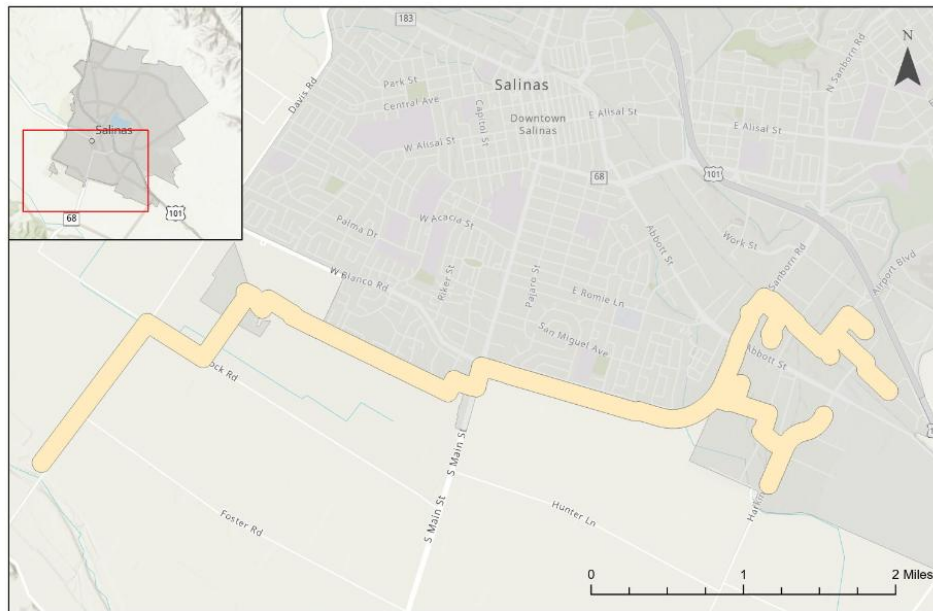 Salinas
68
101
183
Davis Rd
Park St
Central Ave
Capitol St
Salinas
Downtown
Salinas
E Alisal St
E Alisal St
N Sanborn Rd
N
W Alisal St
68
101
W Acacia St
Palma Dr
W Blanco Rd
Riker St
Pajaro St
Abbott St
Work St
Sanborn Rd
Airport Blvd
E Romie Ln
San Miguel Ave
Abbott St
ock Rd
S Main St
S Main St
Foster Rd
Hunter Ln
Harkin
0
1
2 Miles